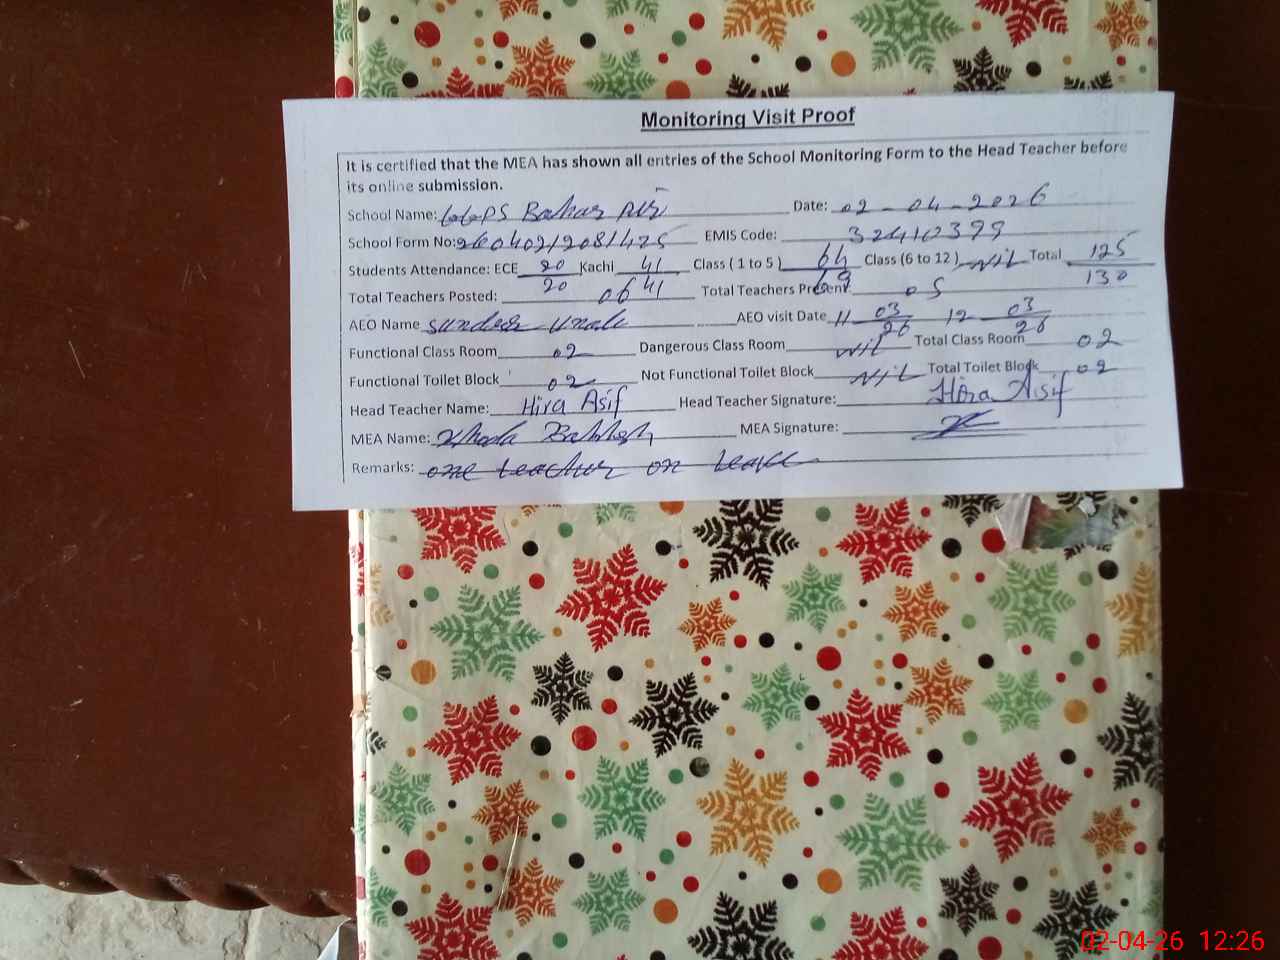 Monitoring Visit Proof
It is certified that the MEA has shown all entries of the School Monitoring Form to the Head Teacher before
its online submission.
School Name: GGPS Bahar Pur Date: 02-04-2026
School Form No: 26040212081425 EMIS Code: 32410399
Students Attendance: ECE 20/20 Kachi 41/41 Class ( 1 to 5 ) 64/69 Class (6 to 12 ) Nil Total 125/130
Total Teachers Posted: 06 Total Teachers Present: 05
AEO Name AEO visit Date 11 03/26 12 03/26
Functional Class Room 02 Dangerous Class Room Nil Total Class Room 02
Functional Toilet Block 02 Not Functional Toilet Block Nil Total Toilet Block 02
Head Teacher Name: Hira Asif Head Teacher Signature: Hira Asif
MEA Name: Khuda Bakhsh MEA Signature:
Remarks: one teacher on leave
02-04-26 12:26